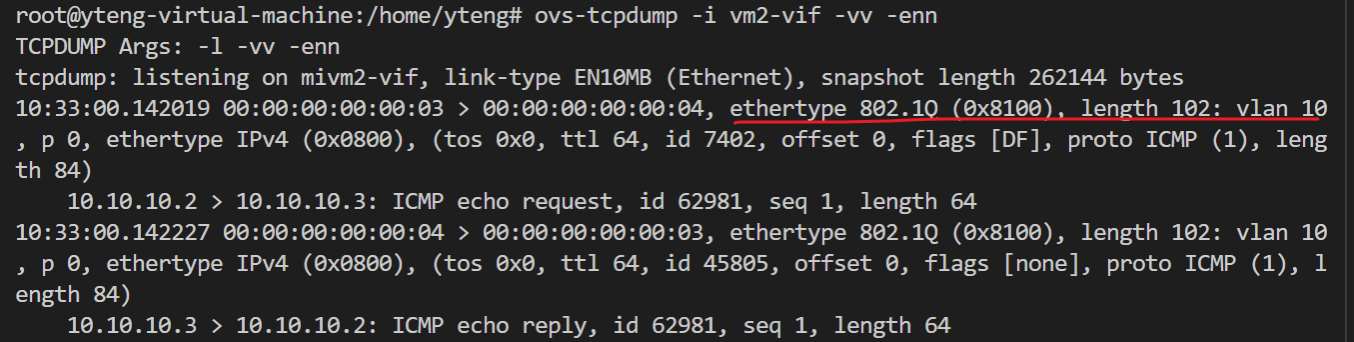 root@yteng-virtual-machine:/home/yteng# ovs-tcpdump -i vm2-vif -vv -enn
TCPDUMP Args: -l -vv -enn
tcpdump: listening on mivm2-vif, link-type EN10MB (Ethernet), snapshot length 262144 bytes
10:33:00.142019 00:00:00:00:00:03 > 00:00:00:00:00:04, ethertype 802.1Q (0x8100), length 102: vlan 10
, p 0, ethertype IPv4 (0x0800), (tos 0x0, ttl 64, id 7402, offset 0, flags [DF], proto ICMP (1), leng
th 84)
    10.10.10.2 > 10.10.10.3: ICMP echo request, id 62981, seq 1, length 64
10:33:00.142227 00:00:00:00:00:04 > 00:00:00:00:00:03, ethertype 802.1Q (0x8100), length 102: vlan 10
, p 0, ethertype IPv4 (0x0800), (tos 0x0, ttl 64, id 45805, offset 0, flags [none], proto ICMP (1), l
ength 84)
    10.10.10.3 > 10.10.10.2: ICMP echo reply, id 62981, seq 1, length 64